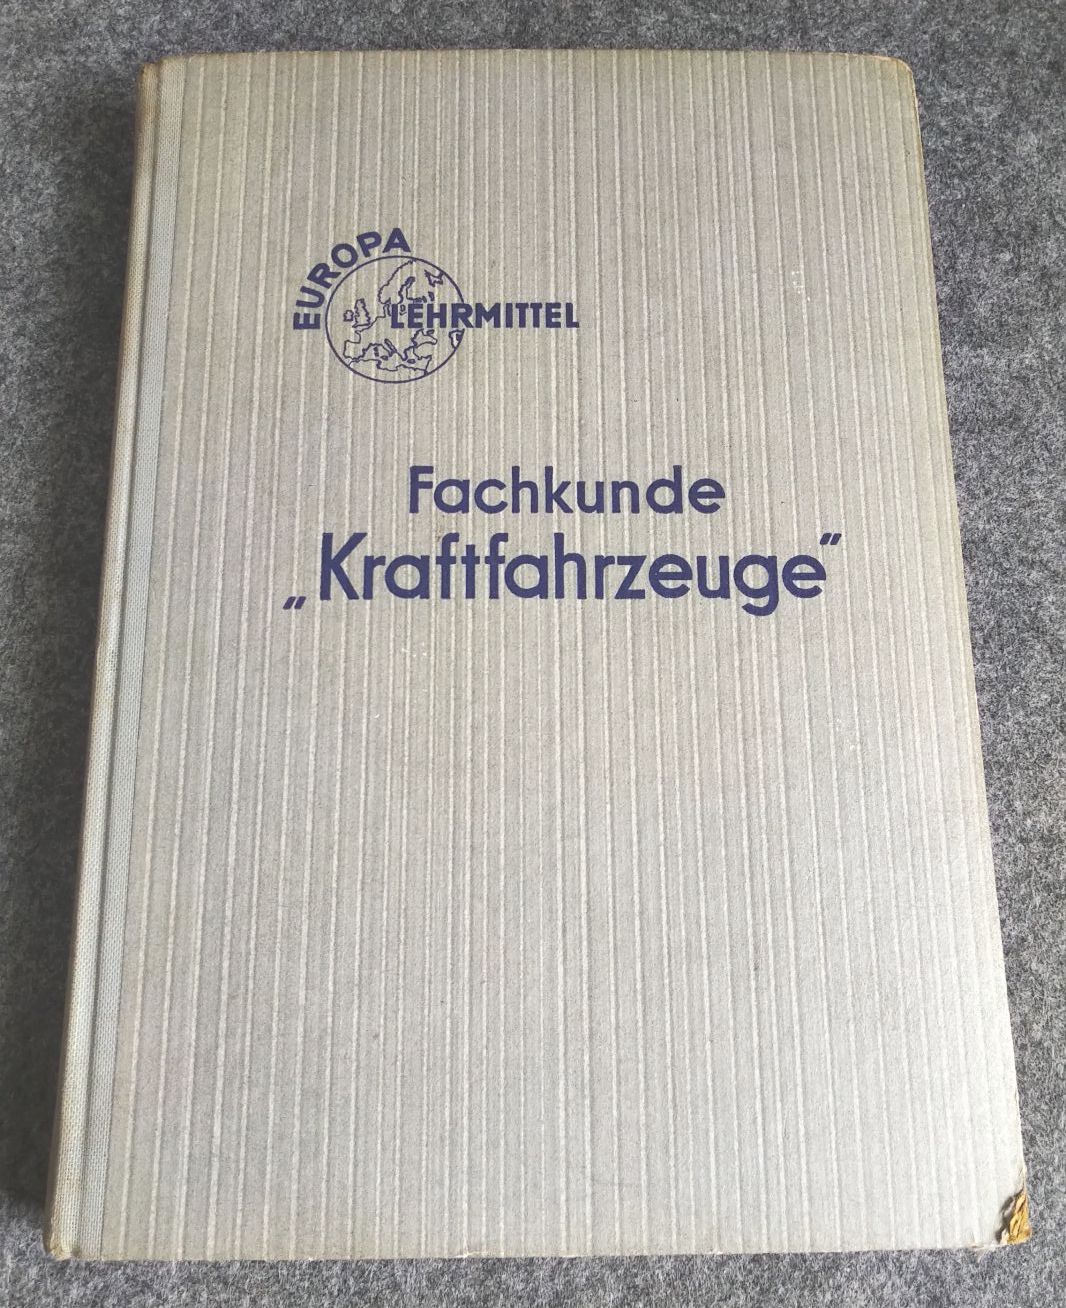 EUROPA
LEHRMITTEL
Fachkunde
„Kraftfahrzeuge“